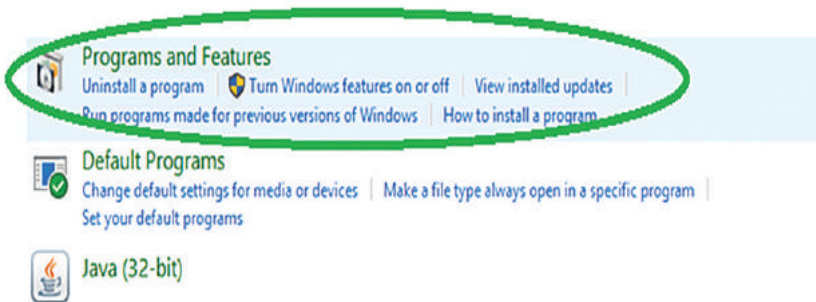 Programs and Features
Uninstall a program | Turn Windows features on or off | View installed updates |
Run programs made for previous versions of Windows | How to install a program
Default Programs
Change default settings for media or devices | Make a file type always open in a specific program |
Set your default programs
Java (32-bit)